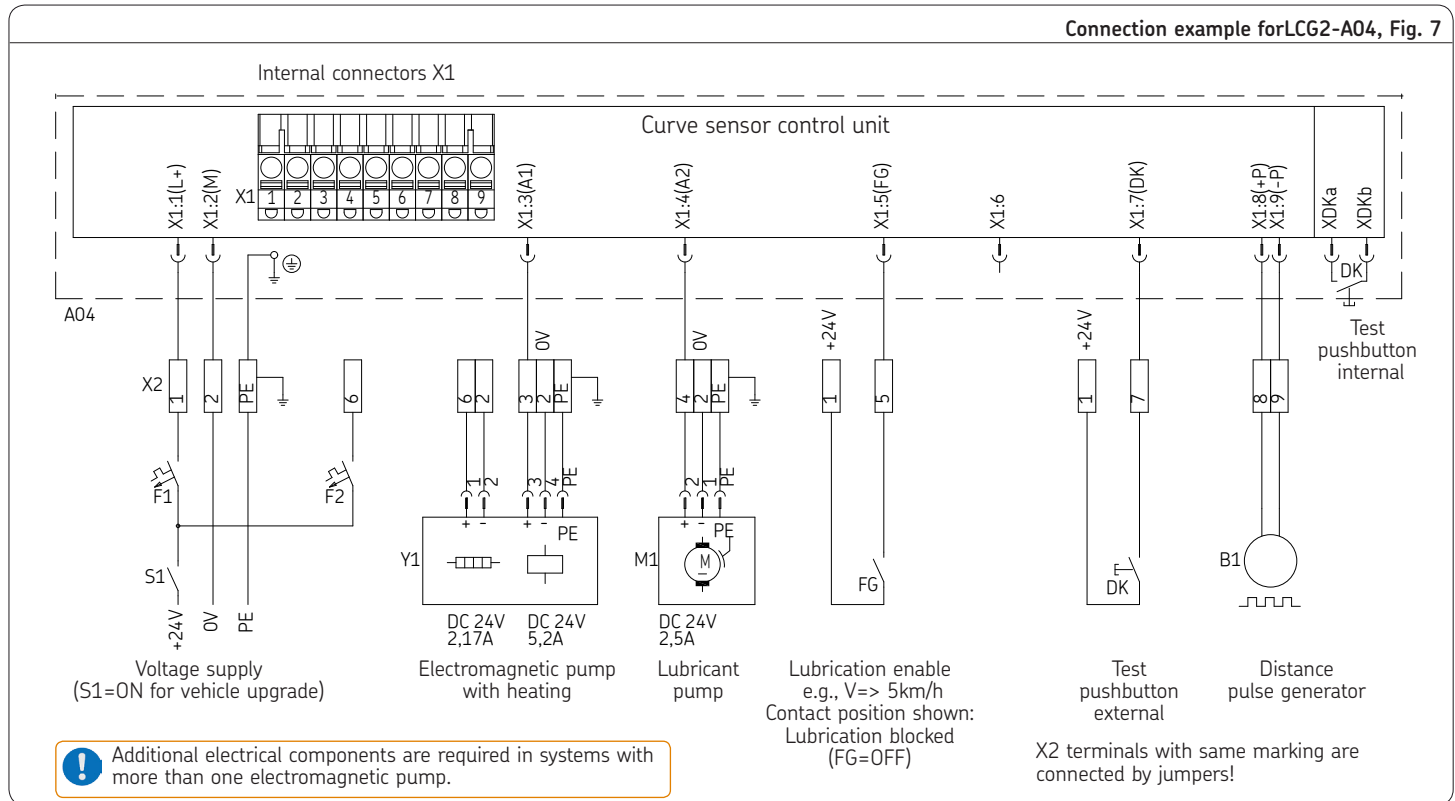 Connection example forLCG2-A04, Fig. 7
Internal connectors X1
Curve sensor control unit
X1 1 2 3 4 5 6 7 8 9
X1:1(L+)
X1:2(M)
X1:3(A1)
X1:4(A2)
X1:5(FG)
X1:6
X1:7(DK)
X1:8(+P)
X1:9(-P)
XDKa
XDKb
DK
A04
Test
pushbutton
internal
0V
0V
+24V
+24V
X2
1
2
PE
6
6
2
3
2
PE
4
2
PE
1
5
1
7
8
9
F1
F2
1
2
3
4
PE
2
1
PE
+ -
+ -
PE
+ -
PE
Y1
M1
M
FG
DK
B1
S1
+24V
0V
PE
DC 24V
2,17A
DC 24V
5,2A
DC 24V
2,5A
Voltage supply
(S1=ON for vehicle upgrade)
Electromagnetic pump
with heating
Lubricant
pump
Lubrication enable
e.g., V=> 5km/h
Contact position shown:
Lubrication blocked
(FG=OFF)
Test
pushbutton
external
Distance
pulse generator
X2 terminals with same marking are
connected by jumpers!
! Additional electrical components are required in systems with
more than one electromagnetic pump.